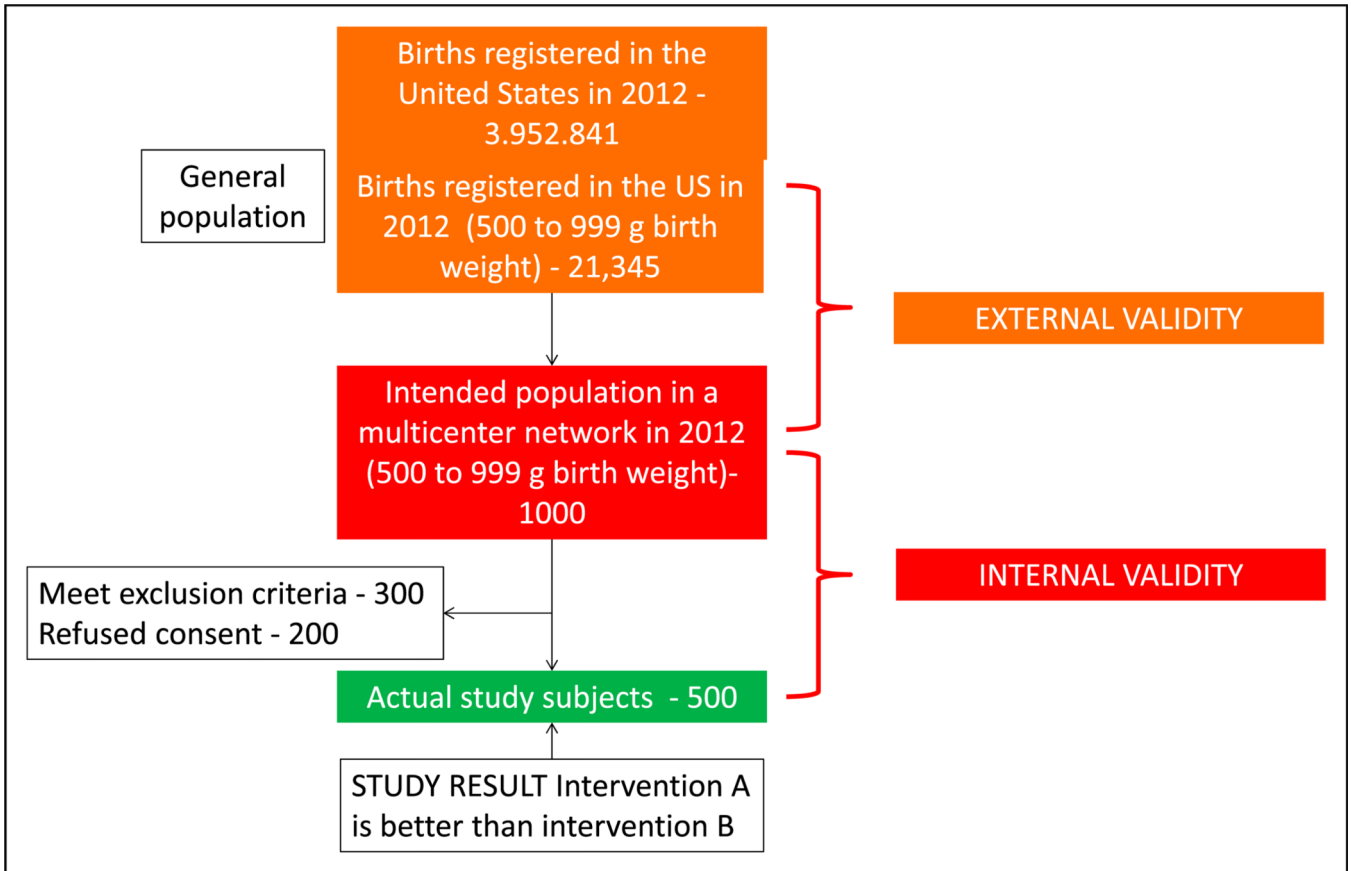 Births registered in the
United States in 2012 -
3.952.841
General
population
Births registered in the US in
2012  (500 to 999 g birth
weight) - 21,345
EXTERNAL VALIDITY
Intended population in a
multicenter network in 2012
(500 to 999 g birth weight)-
1000
INTERNAL VALIDITY
Meet exclusion criteria - 300
Refused consent - 200
Actual study subjects  - 500
STUDY RESULT Intervention A
is better than intervention B